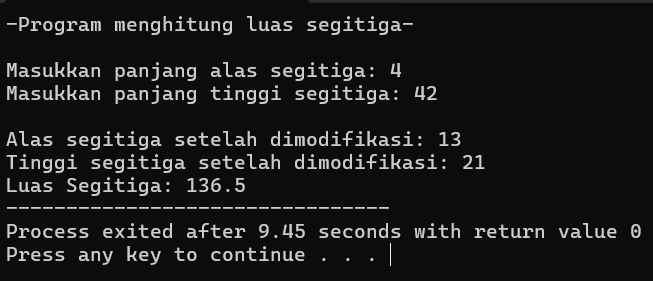 -Program menghitung luas segitiga-
Masukkan panjang alas segitiga: 4
Masukkan panjang tinggi segitiga: 42
Alas segitiga setelah dimodifikasi: 13
Tinggi segitiga setelah dimodifikasi: 21
Luas Segitiga: 136.5
--------------------------------
Process exited after 9.45 seconds with return value 0
Press any key to continue . . .